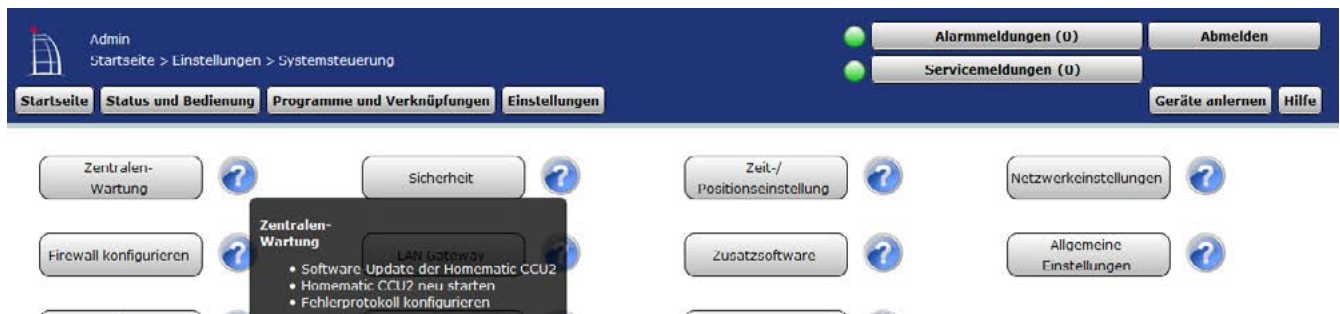 Admin
Startseite > Einstellungen > Systemsteuerung
Alarmmeldungen (0)
Abmelden
Servicemeldungen (0)
Startseite
Status und Bedienung
Programme und Verknüpfungen
Einstellungen
Geräte anlernen
Hilfe
Zentralen-
Wartung
Sicherheit
Zeit-/
Positionseinstellung
Netzwerkeinstellungen
Zentralen-
Wartung
• Software-Update der Homematic CCU2
• Homematic CCU2 neu starten
• Fehlerprotokoll konfigurieren
Firewall konfigurieren
LAN Gateway
Zusatzsoftware
Allgemeine
Einstellungen